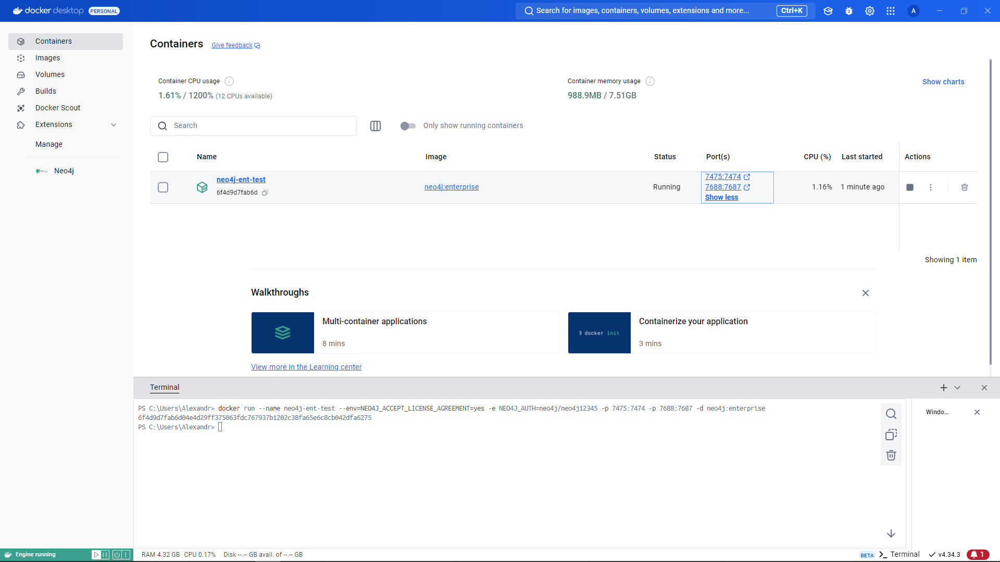 docker desktop PERSONAL
Search for images, containers, volumes, extensions and more... Ctrl+K
A
Containers
Images
Volumes
Builds
Docker Scout
Extensions
Manage
Neo4j
Containers Give feedback
Container CPU usage
1.61% / 1200% (12 CPUs available)
Container memory usage
988.9MB / 7.51GB
Show charts
Search
Only show running containers
Name Image Status Port(s) CPU (%) Last started Actions
neo4j-ent-test
6f4d9d7fab6d
neo4j:enterprise
Running
7475:7474
7688:7687
Show less
1.16%
1 minute ago
Showing 1 item
Walkthroughs
Multi-container applications
8 mins
$ docker init
Containerize your application
3 mins
View more in the Learning center
Terminal
PS C:\Users\Alexandr> docker run --name neo4j-ent-test --env=NEO4J_ACCEPT_LICENSE_AGREEMENT=yes -e NEO4J_AUTH=neo4j/neo4j12345 -p 7475:7474 -p 7688:7687 -d neo4j:enterprise
6f4d9d7fab6d04e4d29ff375063fdc767937b1202c38fa65e6c8cb042dfa6275
PS C:\Users\Alexandr>
Windo...
Engine running
RAM 4.32 GB CPU 0.17% Disk --.-- GB avail. of --.-- GB
BETA Terminal v4.34.3 1